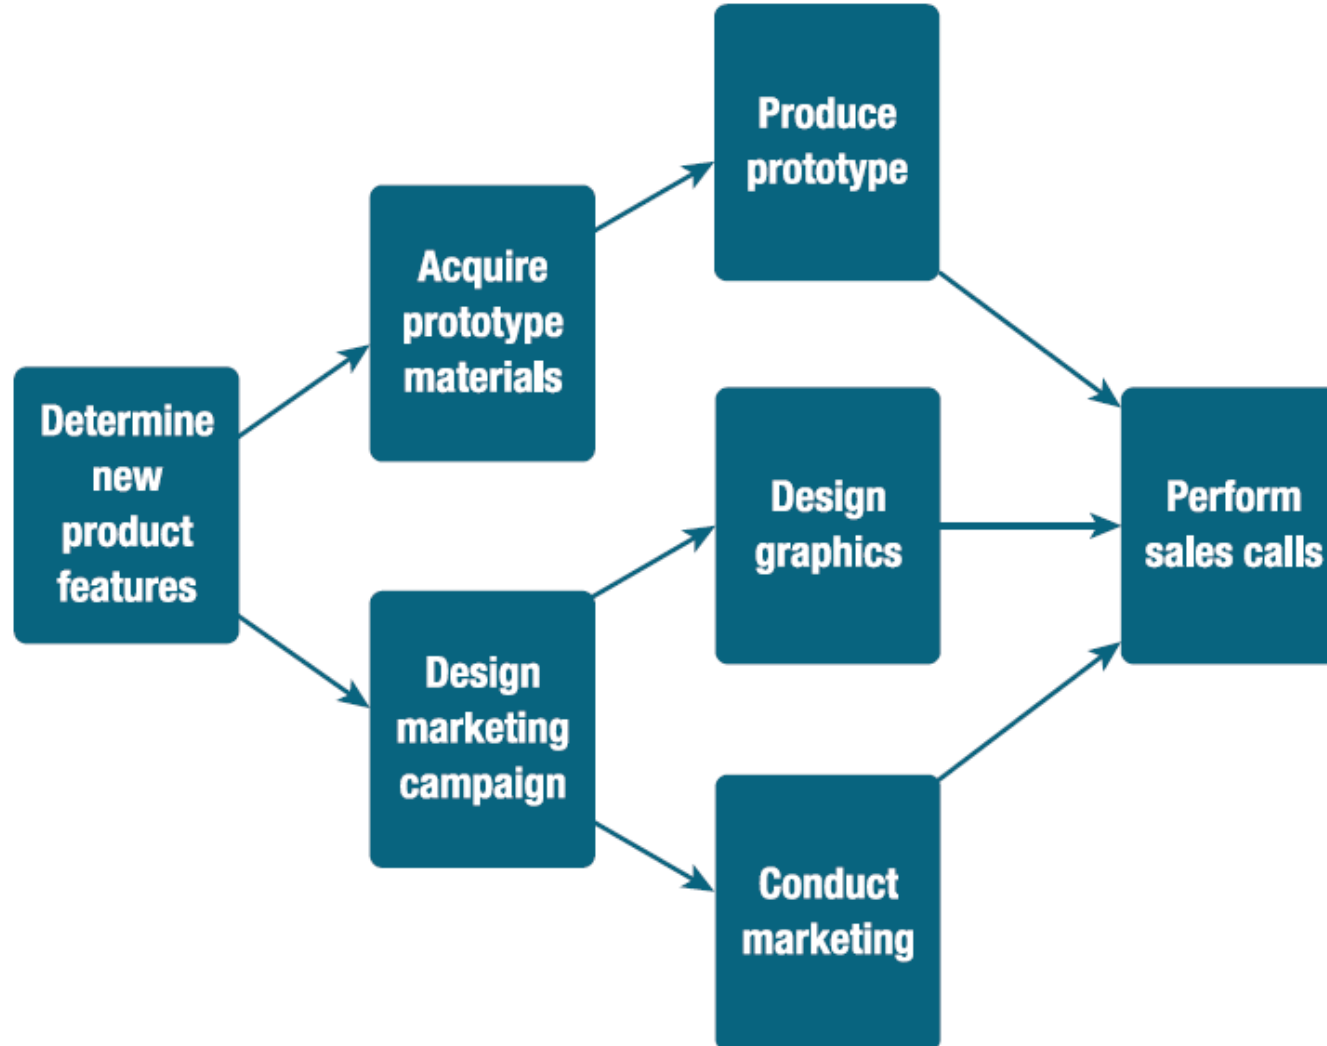 Determine
new
product
features
Acquire
prototype
materials
Design
marketing
campaign
Produce
prototype
Design
graphics
Conduct
marketing
Perform
sales calls